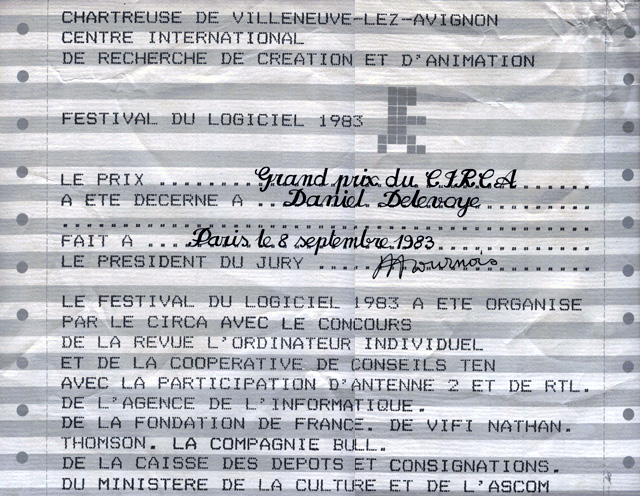 CHARTREUSE DE VILLENEUVE-LEZ-AVIGNON
CENTRE INTERNATIONAL
DE RECHERCHE DE CREATION ET D'ANIMATION
FESTIVAL DU LOGICIEL 1983
LE PRIX ........Grand prix du C.I.R.C.A........
A ETE DECERNE A ...Daniel Delevoye..........
FAIT A ....Paris le 8 septembre 1983...............
LE PRESIDENT DU JURY ....................
LE FESTIVAL DU LOGICIEL 1983 A ETE ORGANISE
PAR LE CIRCA AVEC LE CONCOURS
DE LA REVUE L'ORDINATEUR INDIVIDUEL
ET DE LA COOPERATIVE DE CONSEILS TEN
AVEC LA PARTICIPATION D'ANTENNE 2 ET DE RTL.
DE L'AGENCE DE L'INFORMATIQUE.
DE LA FONDATION DE FRANCE. DE VIFI NATHAN.
THOMSON. LA COMPAGNIE BULL.
DE LA CAISSE DES DEPOTS ET CONSIGNATIONS.
DU MINISTERE DE LA CULTURE ET DE L'ASCOM